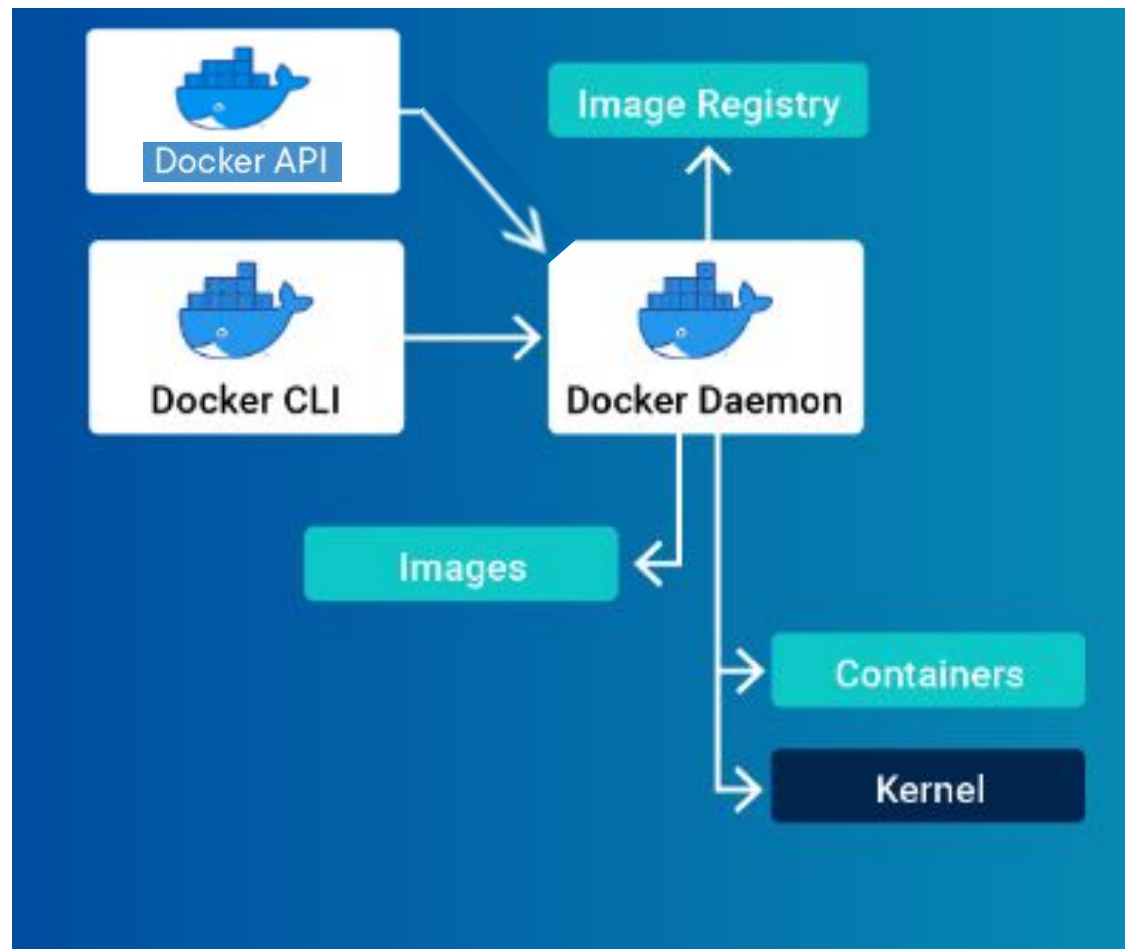 Docker API
Image Registry
Docker CLI
Docker Daemon
Images
Containers
Kernel